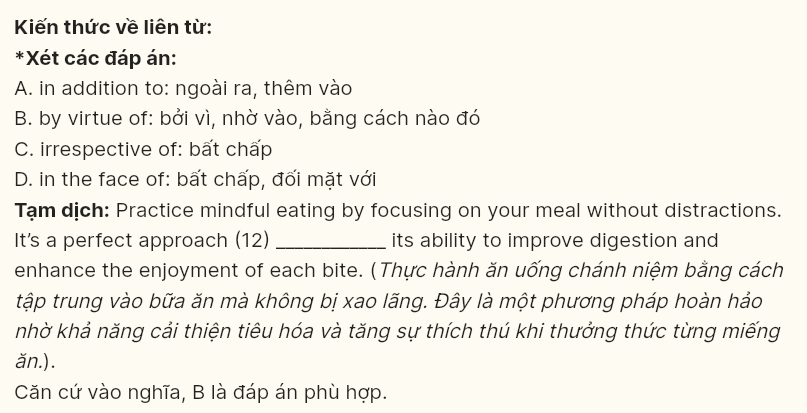 Kiến thức về liên từ:
*Xét các đáp án:
A. in addition to: ngoài ra, thêm vào
B. by virtue of: bởi vì, nhờ vào, bằng cách nào đó
C. irrespective of: bất chấp
D. in the face of: bất chấp, đối mặt với
Tạm dịch: Practice mindful eating by focusing on your meal without distractions.
It’s a perfect approach (12) ____________ its ability to improve digestion and
enhance the enjoyment of each bite. (Thực hành ăn uống chánh niệm bằng cách
tập trung vào bữa ăn mà không bị xao lãng. Đây là một phương pháp hoàn hảo
nhờ khả năng cải thiện tiêu hóa và tăng sự thích thú khi thưởng thức từng miếng
ăn.).
Căn cứ vào nghĩa, B là đáp án phù hợp.